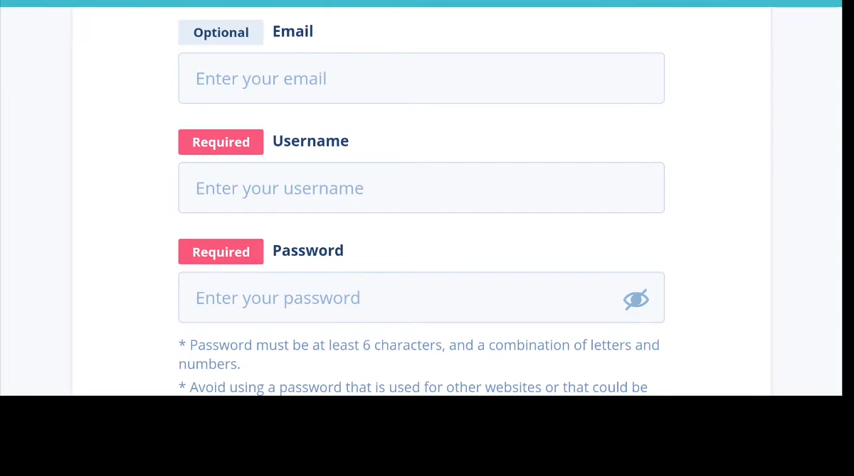 Optional Email
Enter your email
Required Username
Enter your username
Required Password
Enter your password
* Password must be at least 6 characters, and a combination of letters and
numbers.
* Avoid using a password that is used for other websites or that could be